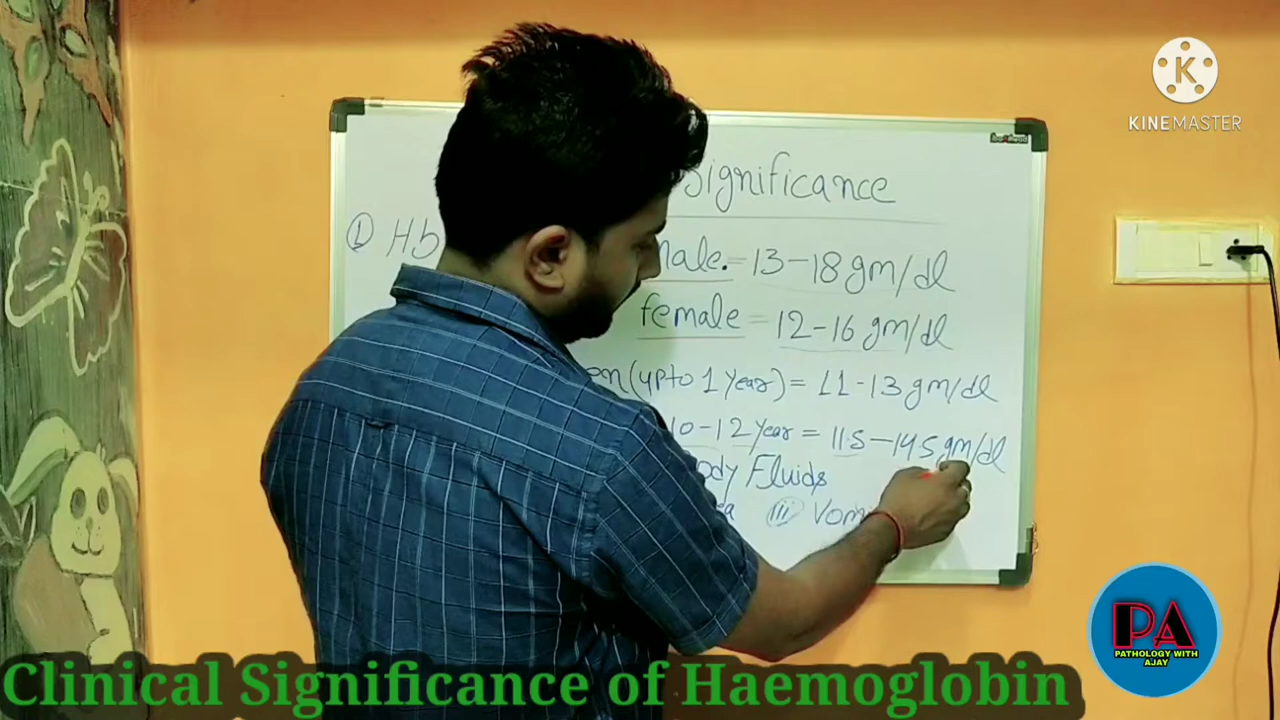 KINEMASTER
Significance
① Hb male = 13-18 gm/dl
female = 12-16 gm/dl
(upto 1 year) = 11-13 gm/dl
10-12 year = 11.5-14.5 gm/dl
Fluids
(iii)
PA
PATHOLOGY WITH
AJAY
Clinical Significance of Haemoglobin